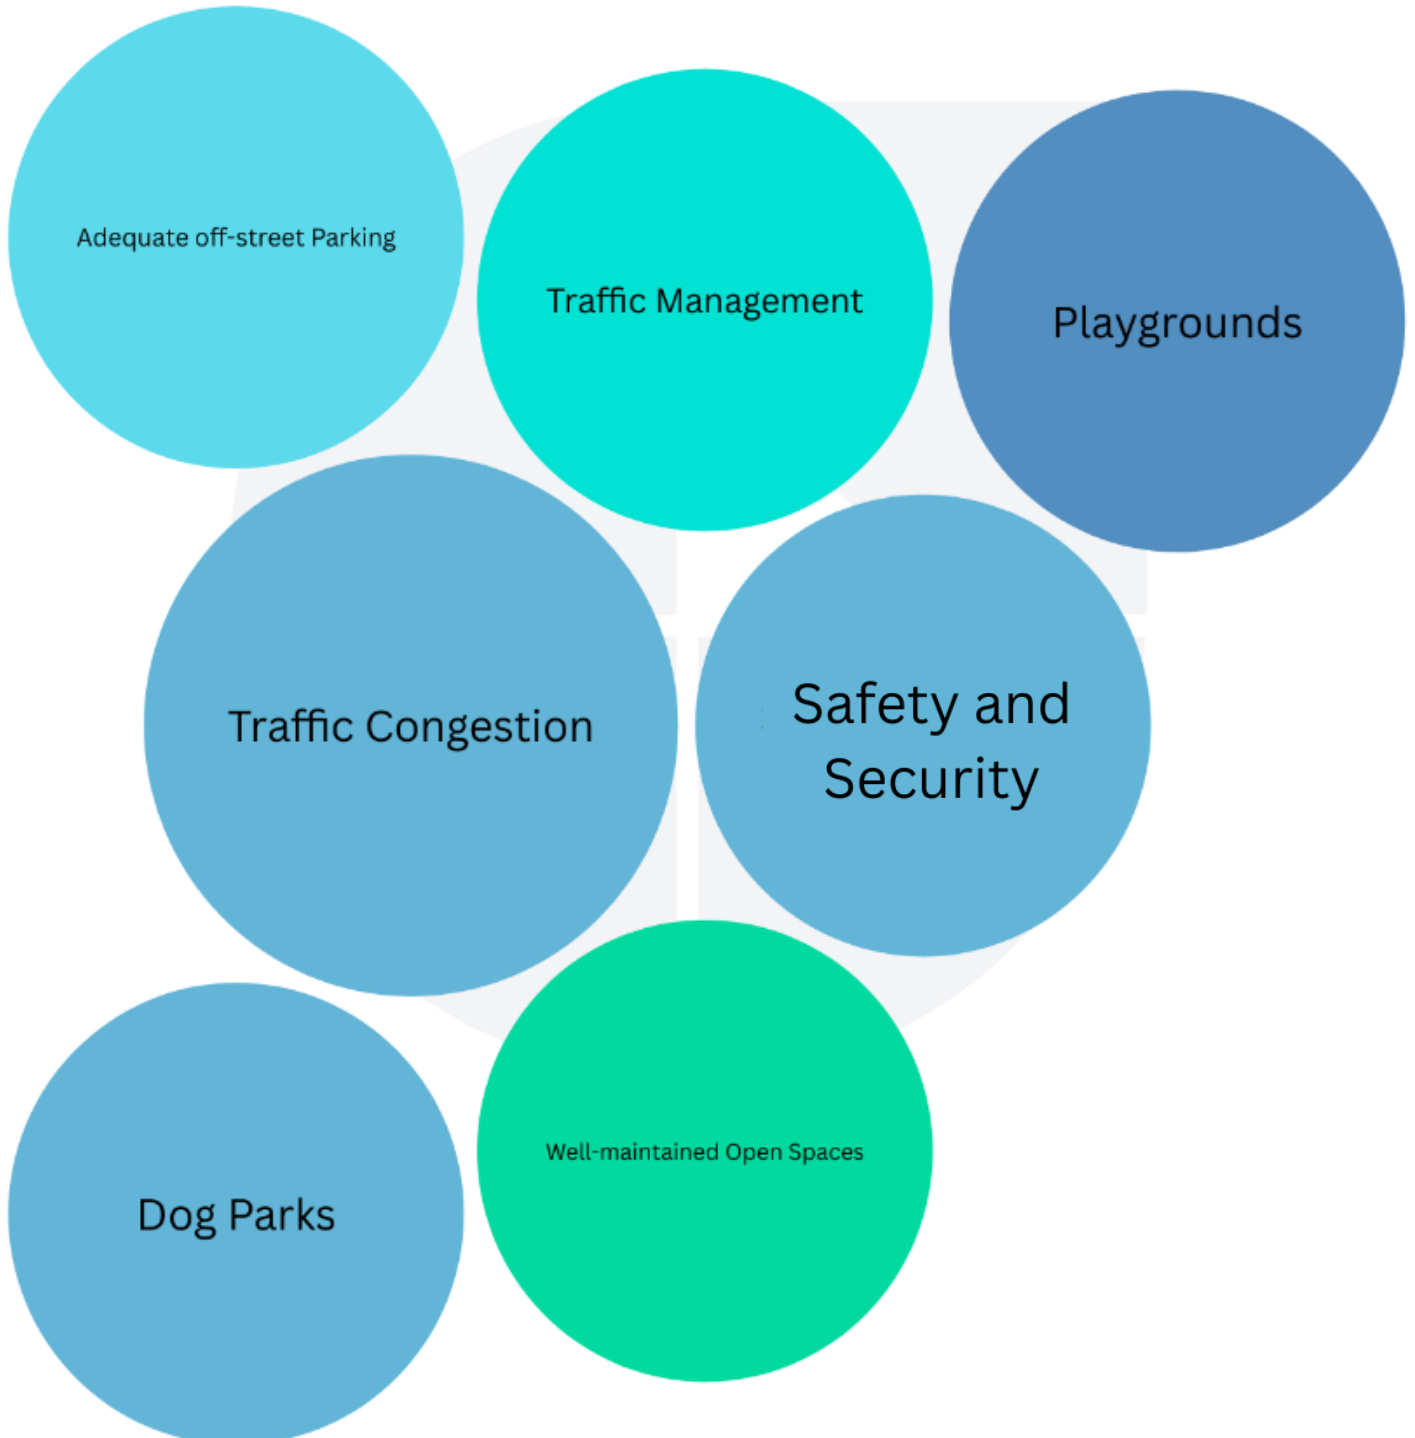 Adequate off-street Parking
Traffic Management
Playgrounds
Traffic Congestion
Safety and
Security
Well-maintained Open Spaces
Dog Parks